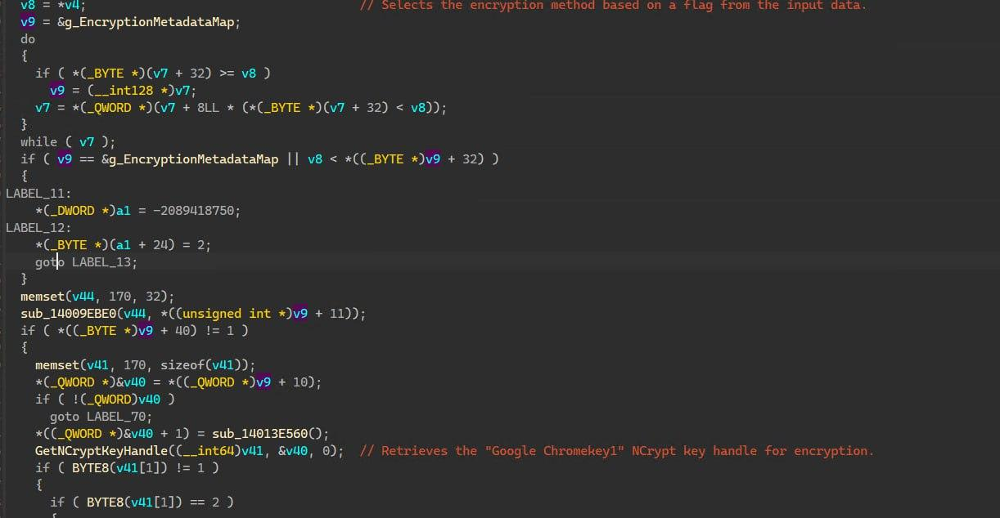 v8 = *v4; // Selects the encryption method based on a flag from the input data.
v9 = &g_EncryptionMetadataMap;
do
{
if ( *(_BYTE *)(v7 + 32) >= v8 )
v9 = (__int128 *)v7;
v7 = *(_QWORD *)(v7 + 8LL * (*(_BYTE *)(v7 + 32) < v8));
}
while ( v7 );
if ( v9 == &g_EncryptionMetadataMap || v8 < *((_BYTE *)v9 + 32) )
{
LABEL_11:
*(_DWORD *)a1 = -2089418750;
LABEL_12:
*(_BYTE *)(a1 + 24) = 2;
goto LABEL_13;
}
memset(v44, 170, 32);
sub_14009EBE0(v44, *((unsigned int *)v9 + 11));
if ( *((_BYTE *)v9 + 40) != 1 )
{
memset(v41, 170, sizeof(v41));
*(_QWORD *)&v40 = *((_QWORD *)v9 + 10);
if ( !(_QWORD)v40 )
goto LABEL_70;
*((_QWORD *)&v40 + 1) = sub_14013E560();
GetNCryptKeyHandle((__int64)v41, &v40, 0); // Retrieves the "Google Chromekey1" NCrypt key handle for encryption.
if ( BYTE8(v41[1]) != 1 )
{
if ( BYTE8(v41[1]) == 2 )
{